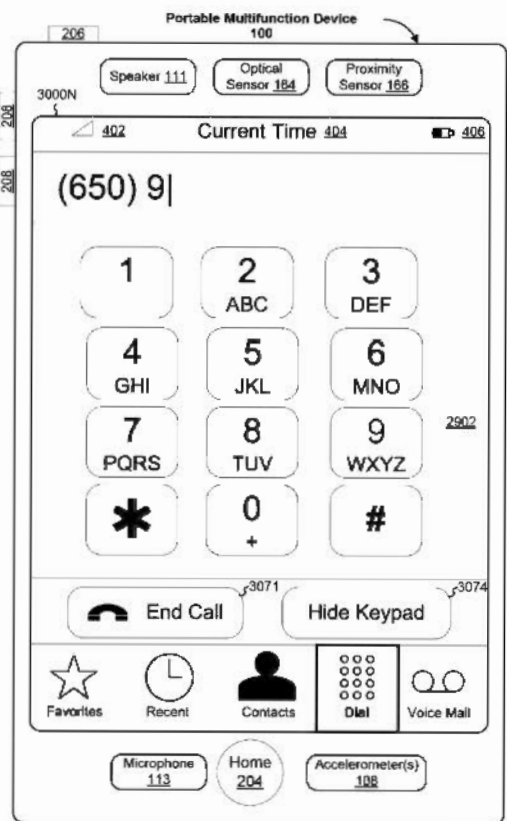 Portable Multifunction Device
100
206
Speaker 111
Optical
Sensor 164
Proximity
Sensor 166
3000N
208
208
402
Current Time 404
406
(650) 9|
1
2
ABC
3
DEF
4
GHI
5
JKL
6
MNO
7
PQRS
8
TUV
9
WXYZ
2902
*
0
+
#
3071
3074
End Call
Hide Keypad
Favorites
Recent
Contacts
Dial
Voice Mail
Microphone
113
Home
204
Accelerometer(s)
168